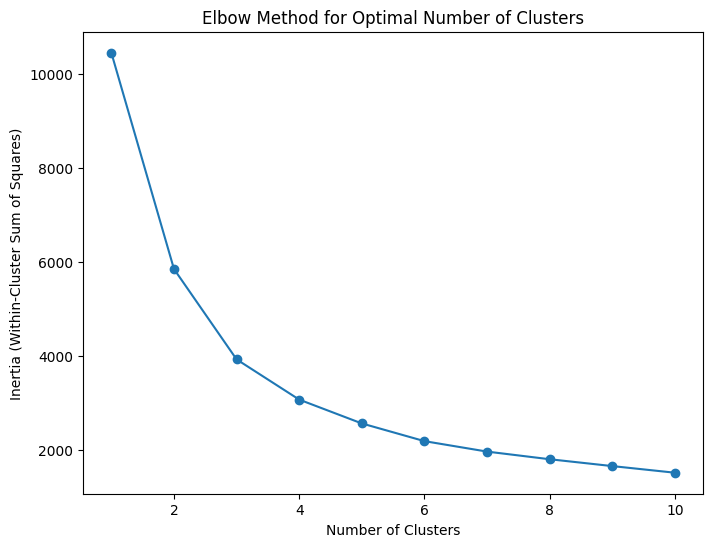 Elbow Method for Optimal Number of Clusters
10000
8000
6000
4000
2000
Inertia (Within-Cluster Sum of Squares)
2 4 6 8 10
Number of Clusters